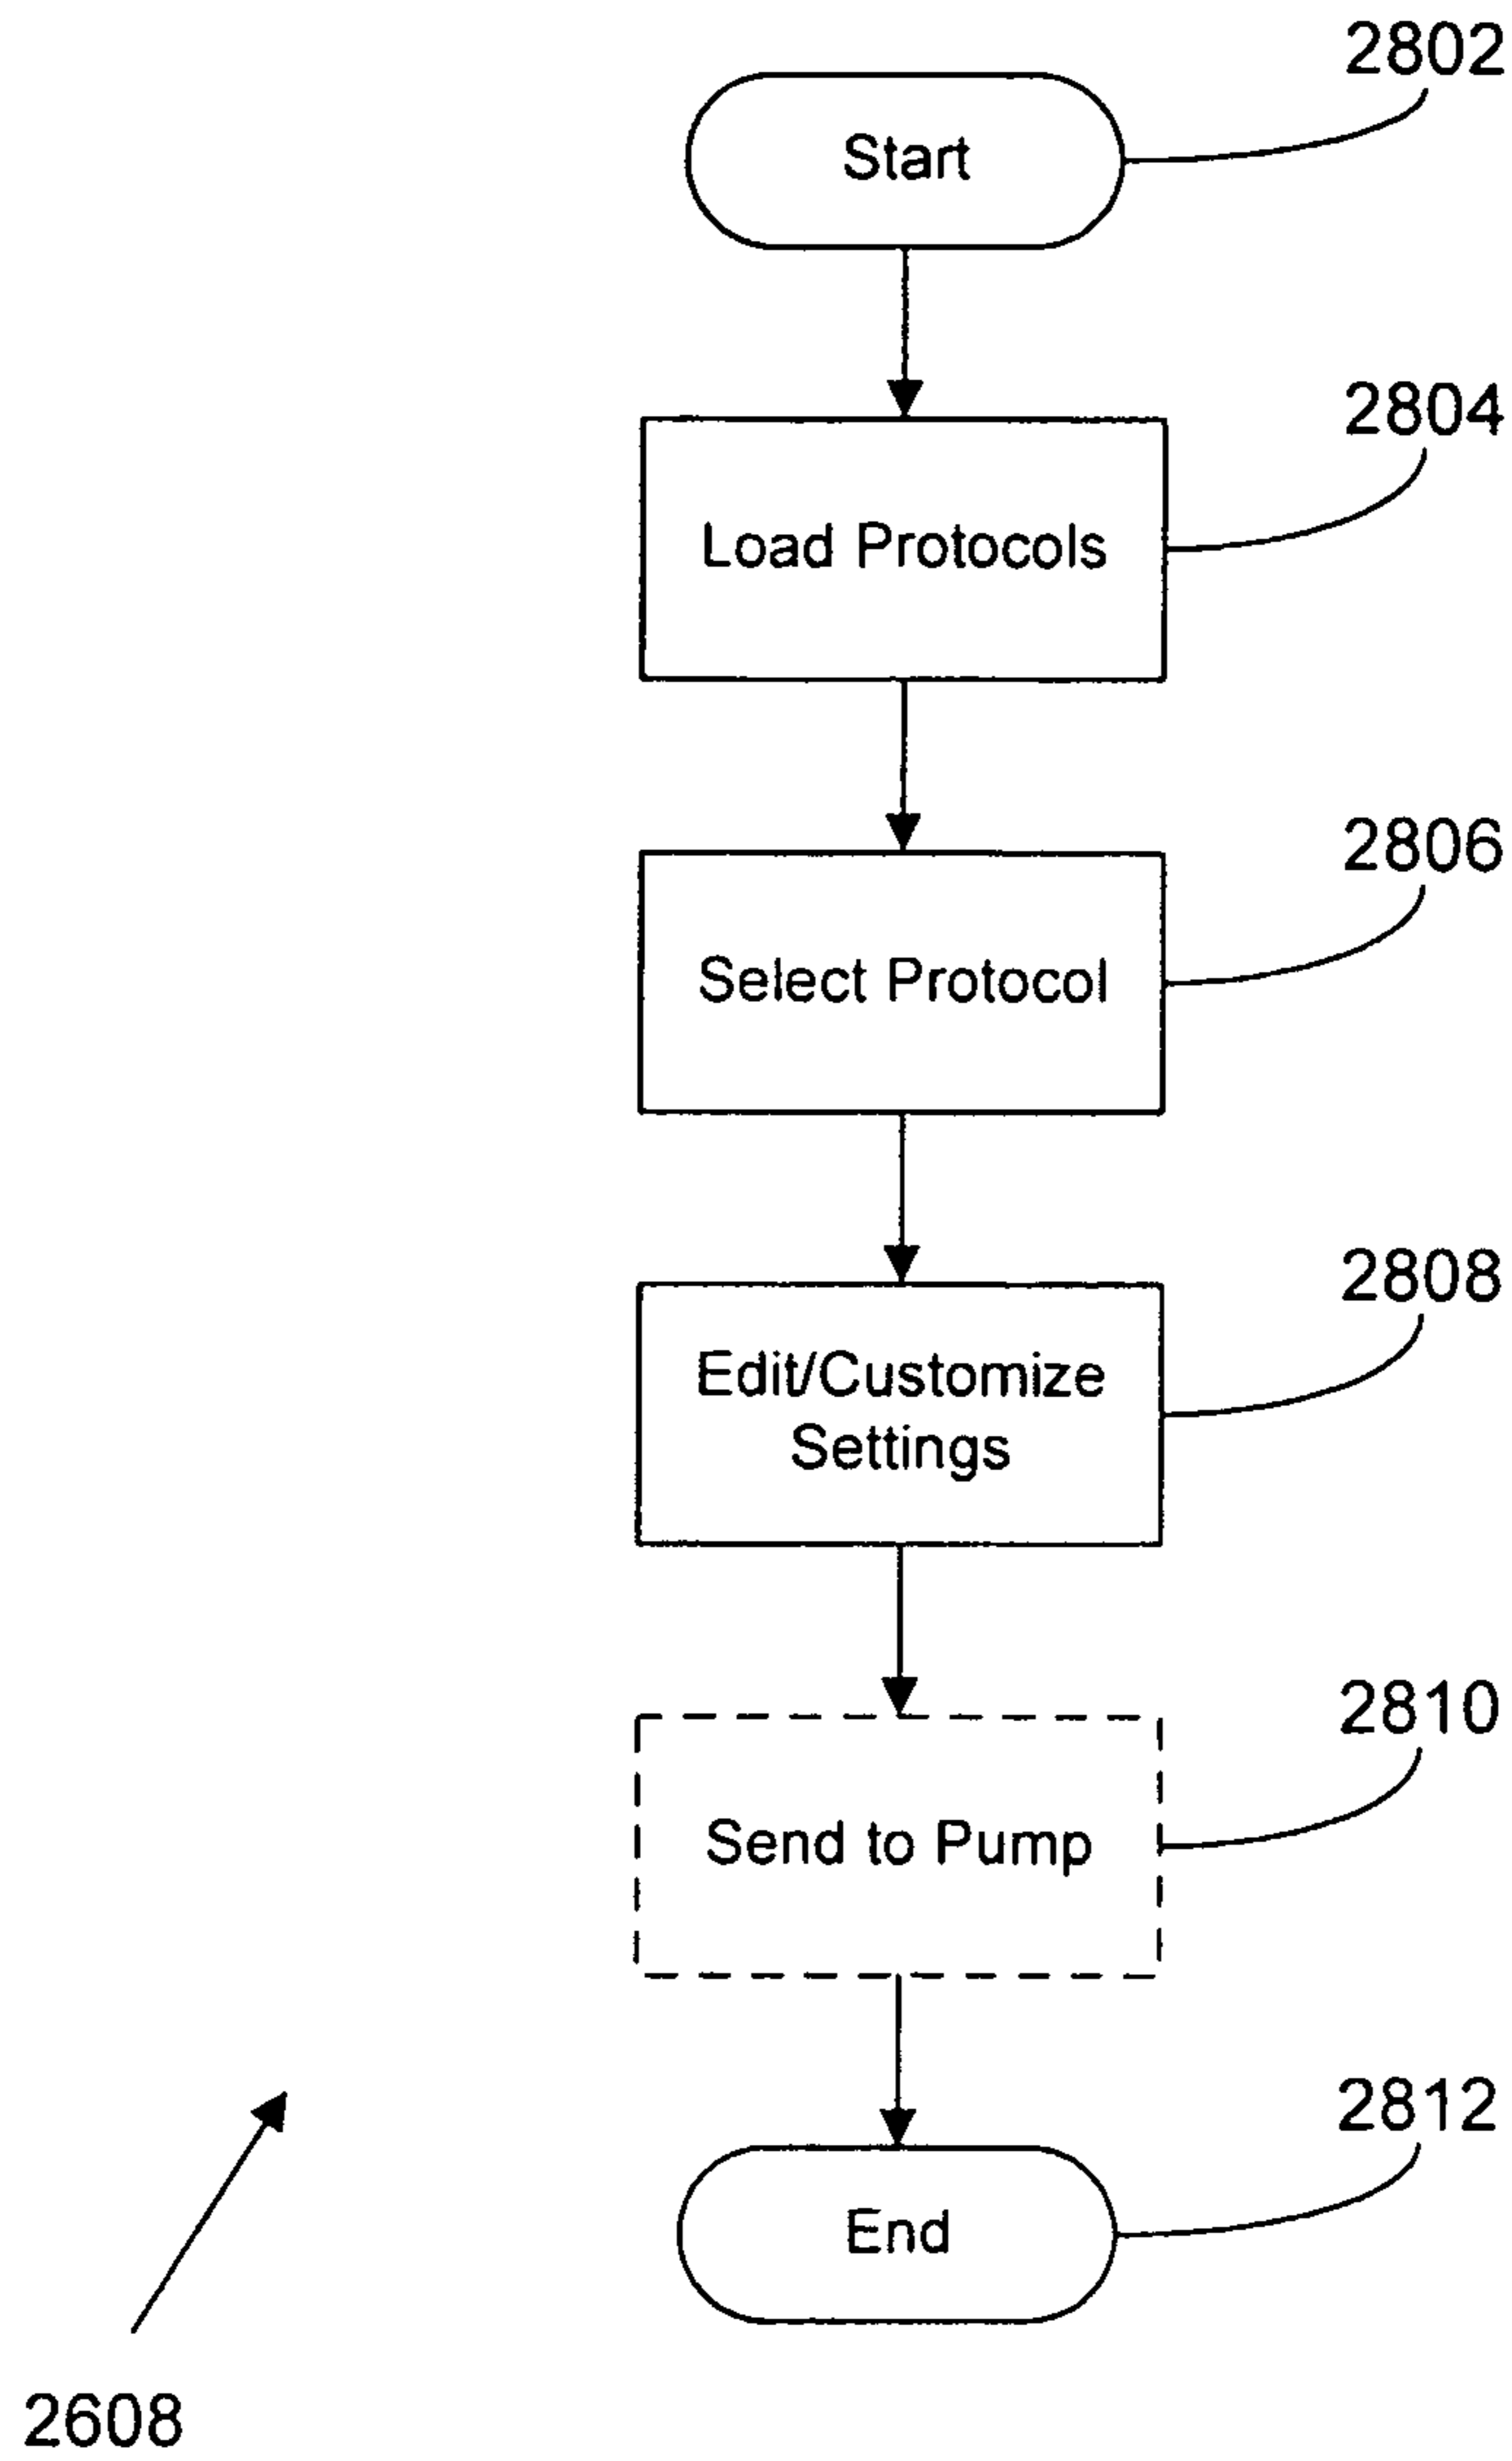 2802
Start
2804
Load Protocols
2806
Select Protocol
2808
Edit/Customize
Settings
2810
Send to Pump
2812
End
2608